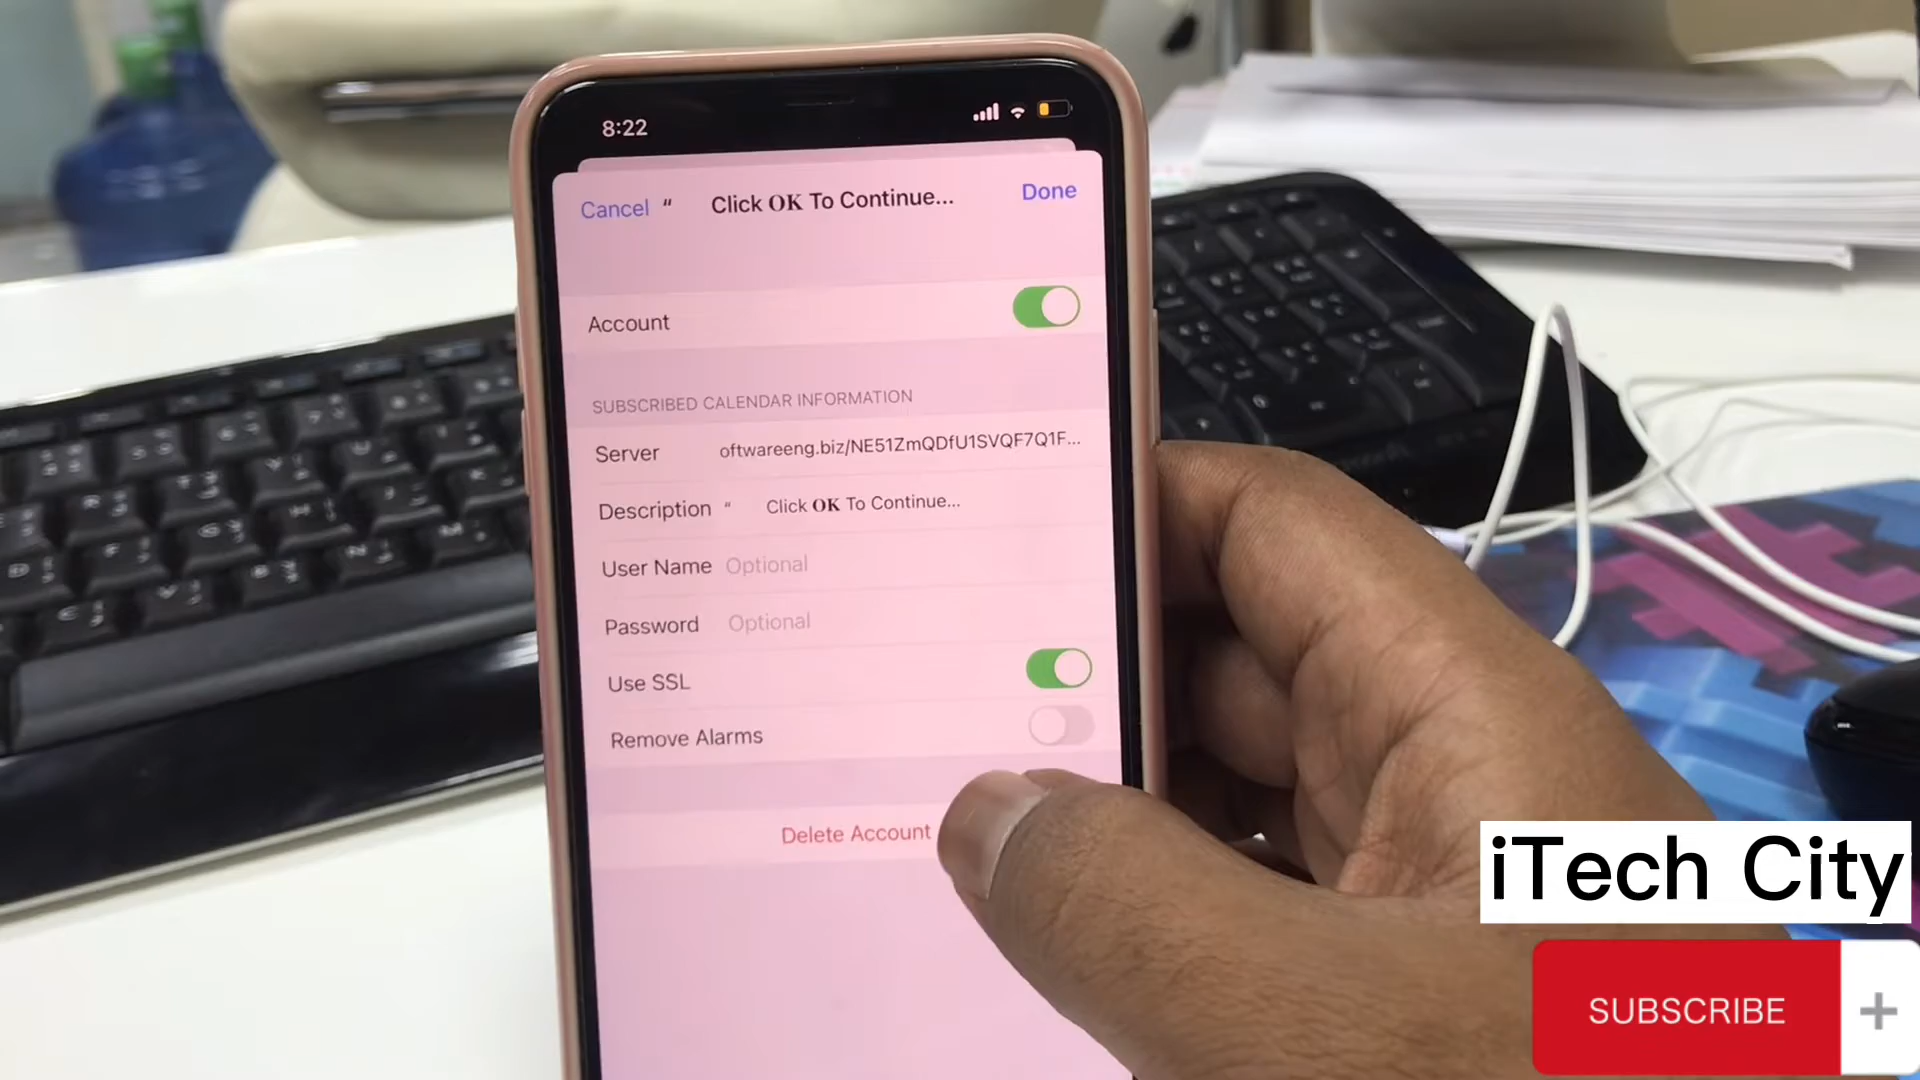 8:22
Cancel “ Click OK To Continue... Done
Account
SUBSCRIBED CALENDAR INFORMATION
Server oftwareeng.biz/NE51ZmQDfU1SVQF7Q1F...
Description “ Click OK To Continue...
User Name Optional
Password Optional
Use SSL
Remove Alarms
Delete Account
iTech City
SUBSCRIBE +